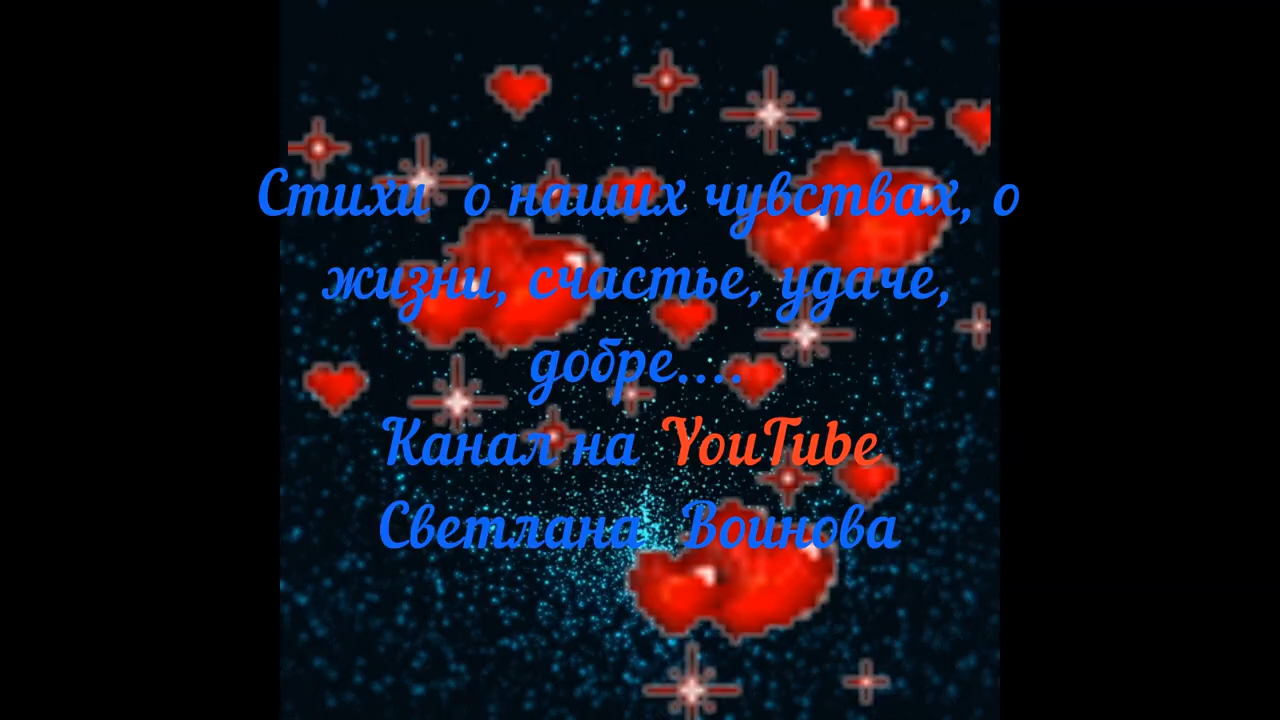 Стихи о наших чувствах, о
жизни, счастье, удаче,
добре....
Канал на YouTube
Светлана Воинова